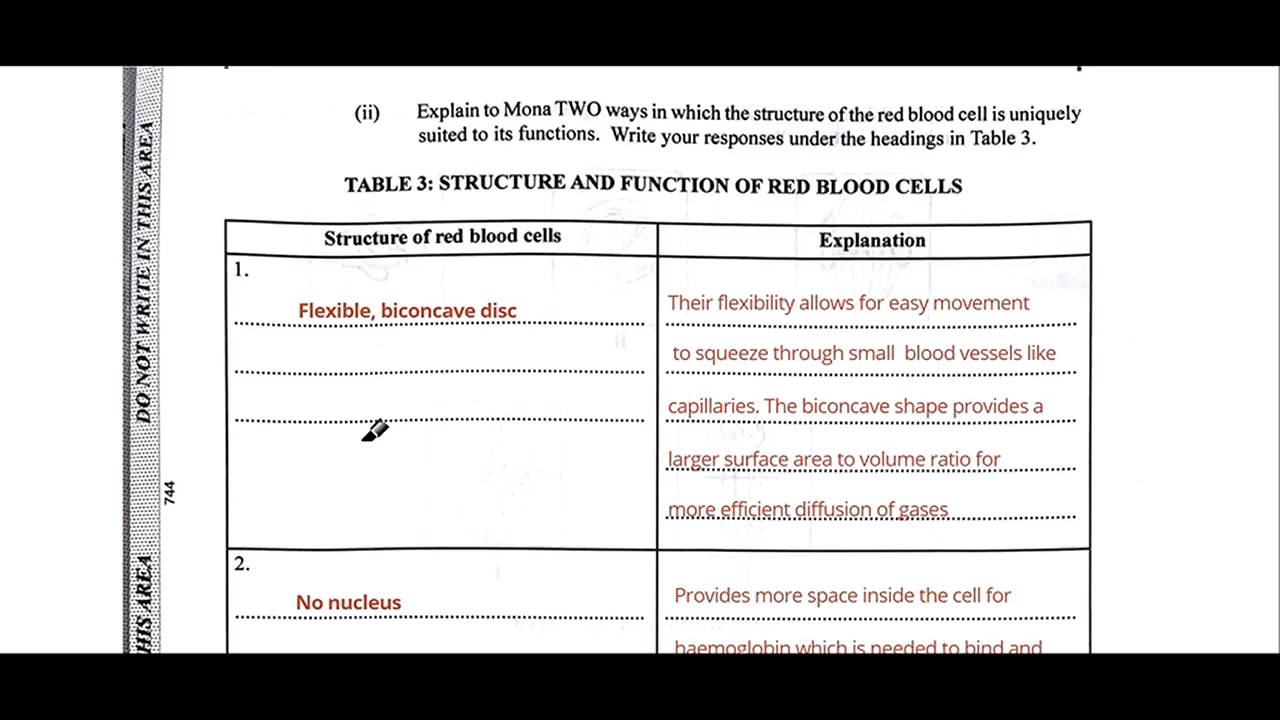 (ii) Explain to Mona TWO ways in which the structure of the red blood cell is uniquely
suited to its functions. Write your responses under the headings in Table 3.
TABLE 3: STRUCTURE AND FUNCTION OF RED BLOOD CELLS
Structure of red blood cells
Explanation
1.
Flexible, biconcave disc
Their flexibility allows for easy movement
to squeeze through small blood vessels like
capillaries. The biconcave shape provides a
larger surface area to volume ratio for
more efficient diffusion of gases
2.
No nucleus
Provides more space inside the cell for
haemoglobin which is needed to bind and
DO NOT WRITE IN THIS AREA
744
HIS AREA